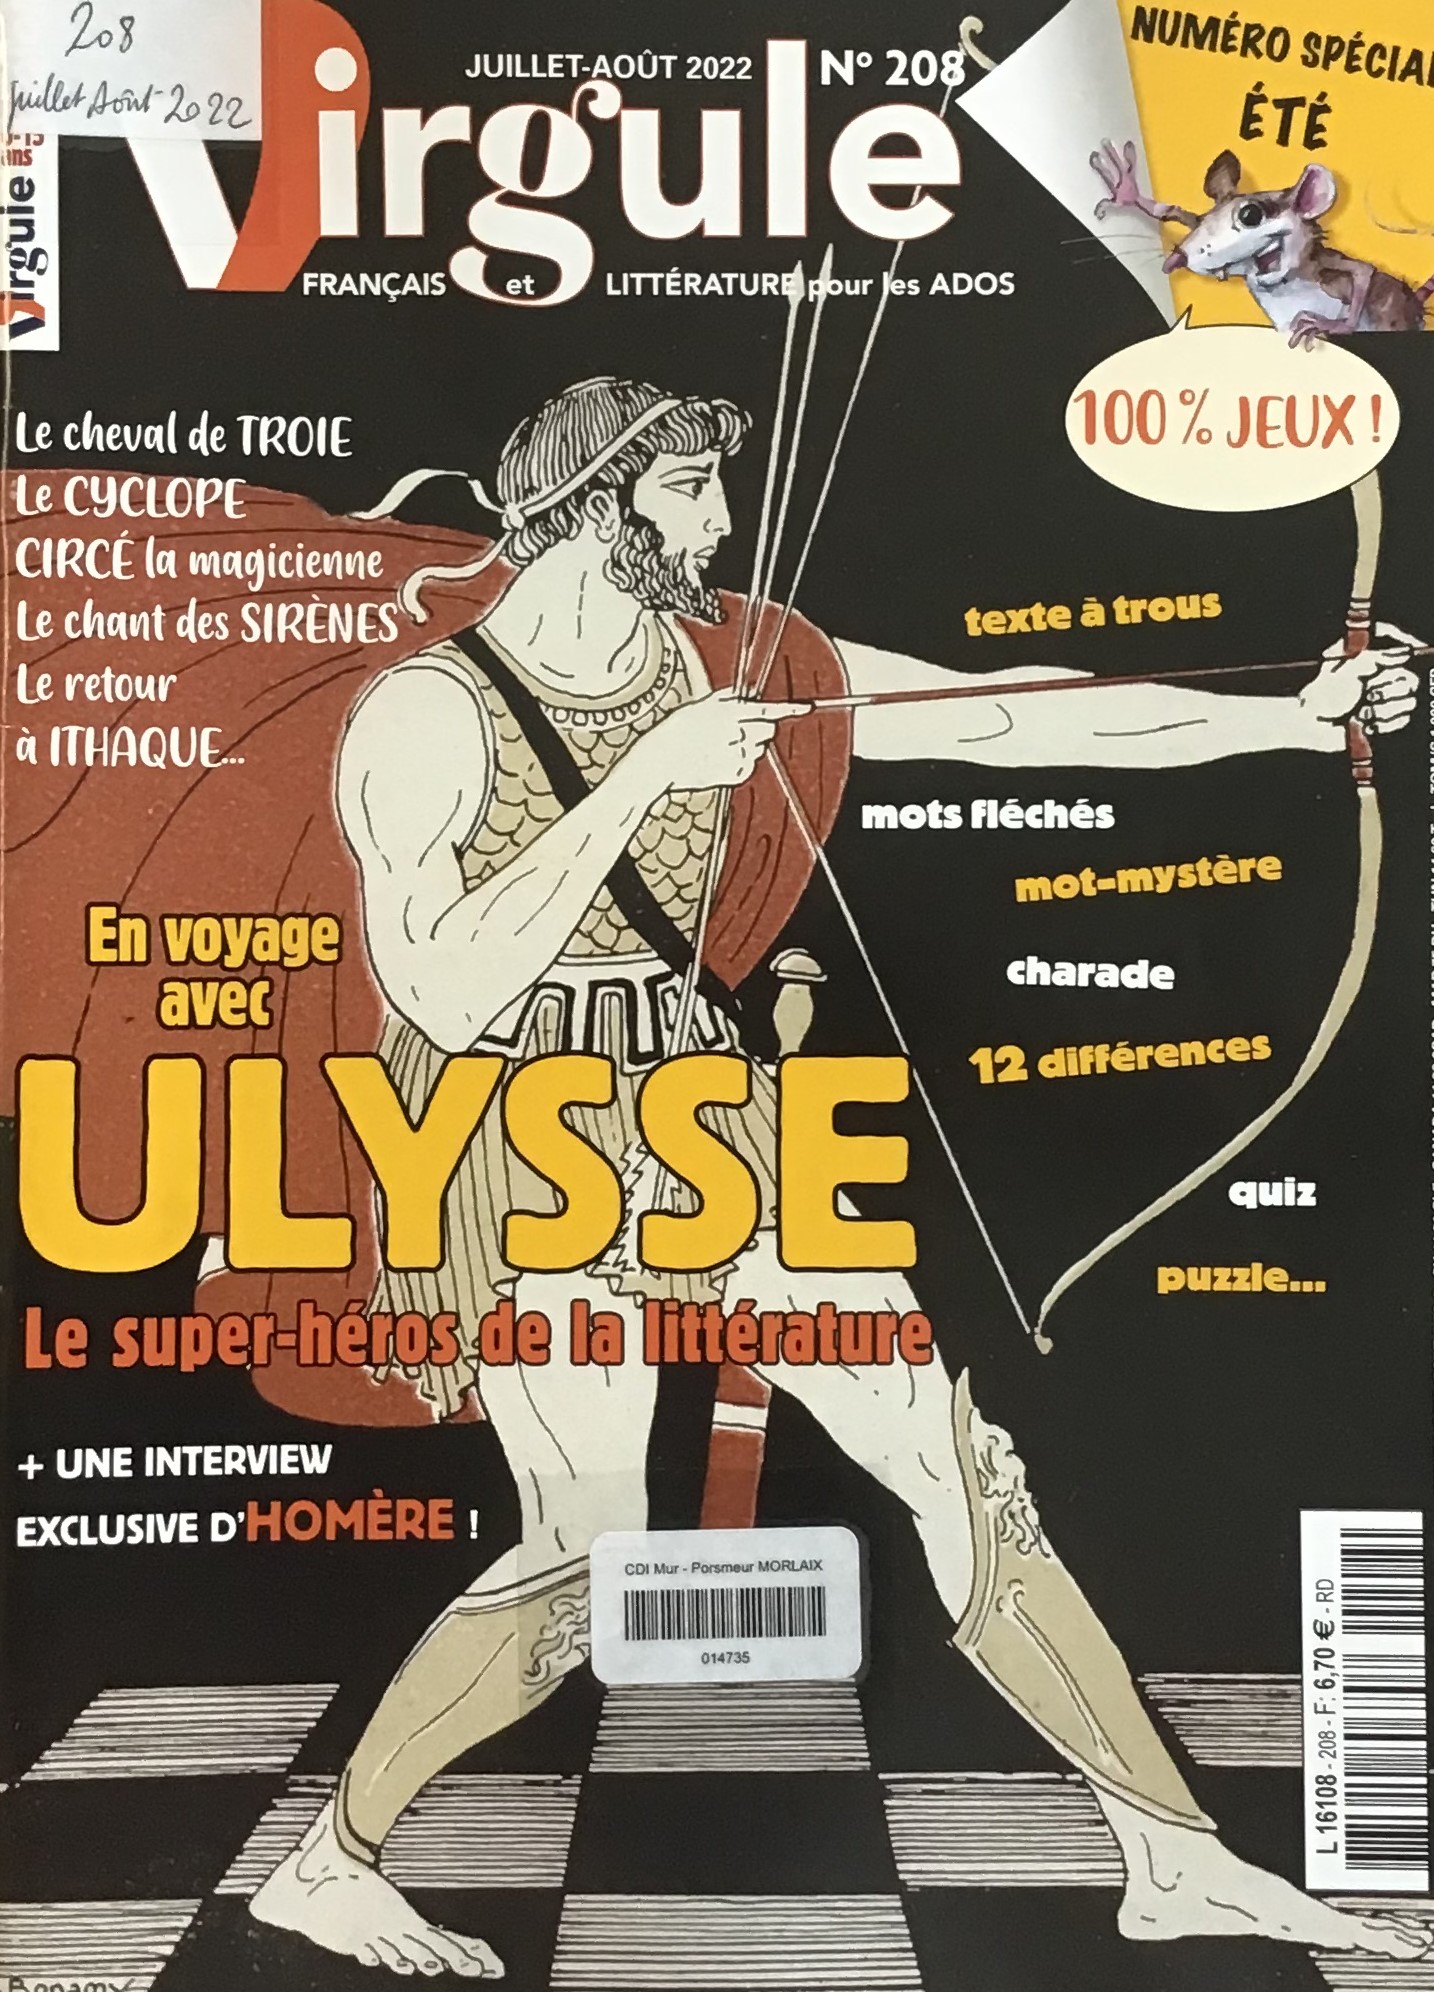 208
Juillet Août 2022
ans
Virgule
Virgule
JUILLET-AOÛT 2022
N° 208
FRANÇAIS et LITTÉRATURE pour les ADOS
NUMÉRO SPÉCIAL
ÉTÉ
100 % JEUX !
Le cheval de TROIE
Le CYCLOPE
CIRCÉ la magicienne
Le chant des SIRÈNES
Le retour
à ITHAQUE...
texte à trous
mots fléchés
mot-mystère
charade
12 différences
quiz
puzzle...
En voyage
avec
ULYSSE
Le super-héros de la littérature
+ UNE INTERVIEW
EXCLUSIVE D'HOMÈRE !
CDI Mur - Porsmeur MORLAIX
014735
L 16108 - 208 - F: 6,70 € - RD
Bonamy